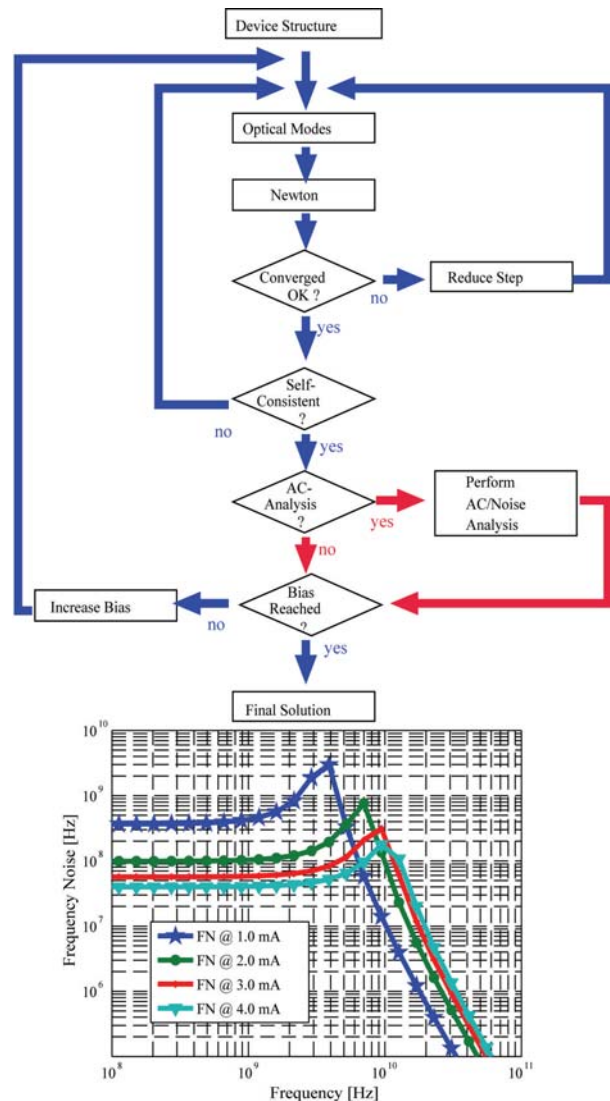 Device Structure
Optical Modes
Newton
Converged
OK ?
no
Reduce Step
yes
Self-
Consistent
?
no
yes
AC-
Analysis
?
yes
Perform
AC/Noise
Analysis
no
Bias
Reached
?
no
Increase Bias
yes
Final Solution
10^10
10^9
10^8
10^7
10^6
Frequency Noise [Hz]
FN @ 1.0 mA
FN @ 2.0 mA
FN @ 3.0 mA
FN @ 4.0 mA
10^8
10^9
10^10
10^11
Frequency [Hz]